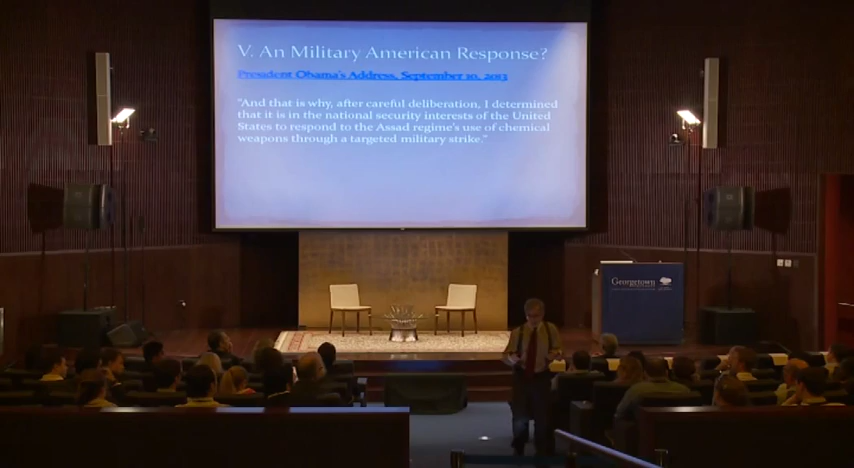 V. An Military American Response?
President Obama's Address, September 10, 2013
"And that is why, after careful deliberation, I determined
that it is in the national security interests of the United
States to respond to the Assad regime's use of chemical
weapons through a targeted military strike."
Georgetown